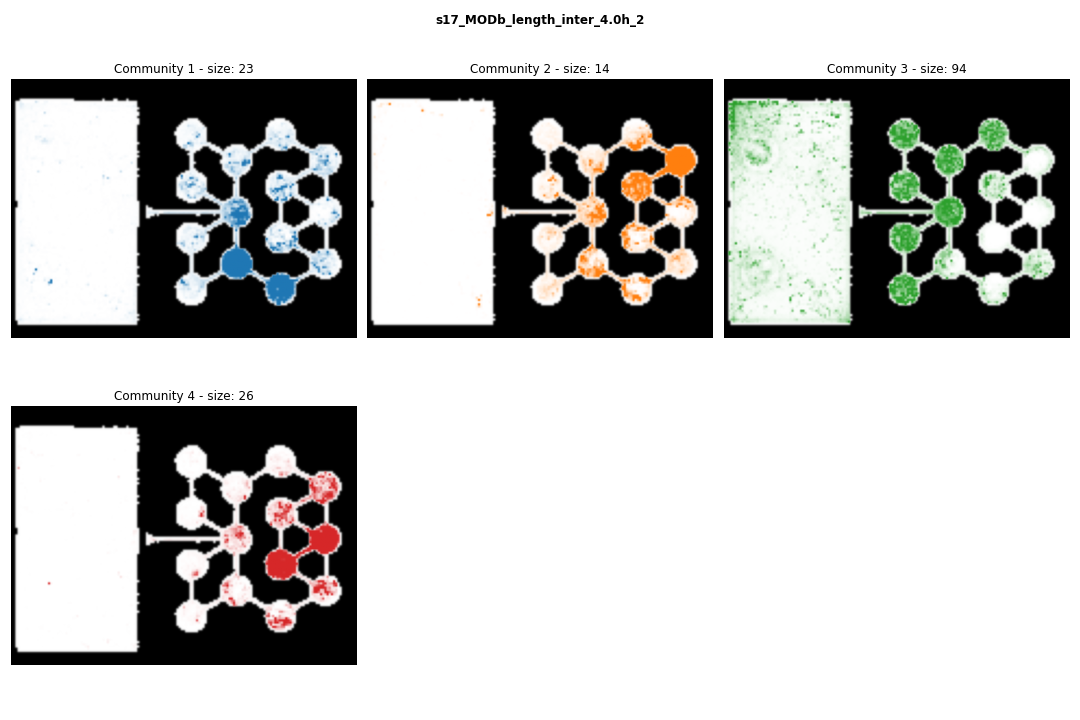 s17_MODb_length_inter_4.0h_2
Community 1 - size: 23
Community 2 - size: 14
Community 3 - size: 94
Community 4 - size: 26